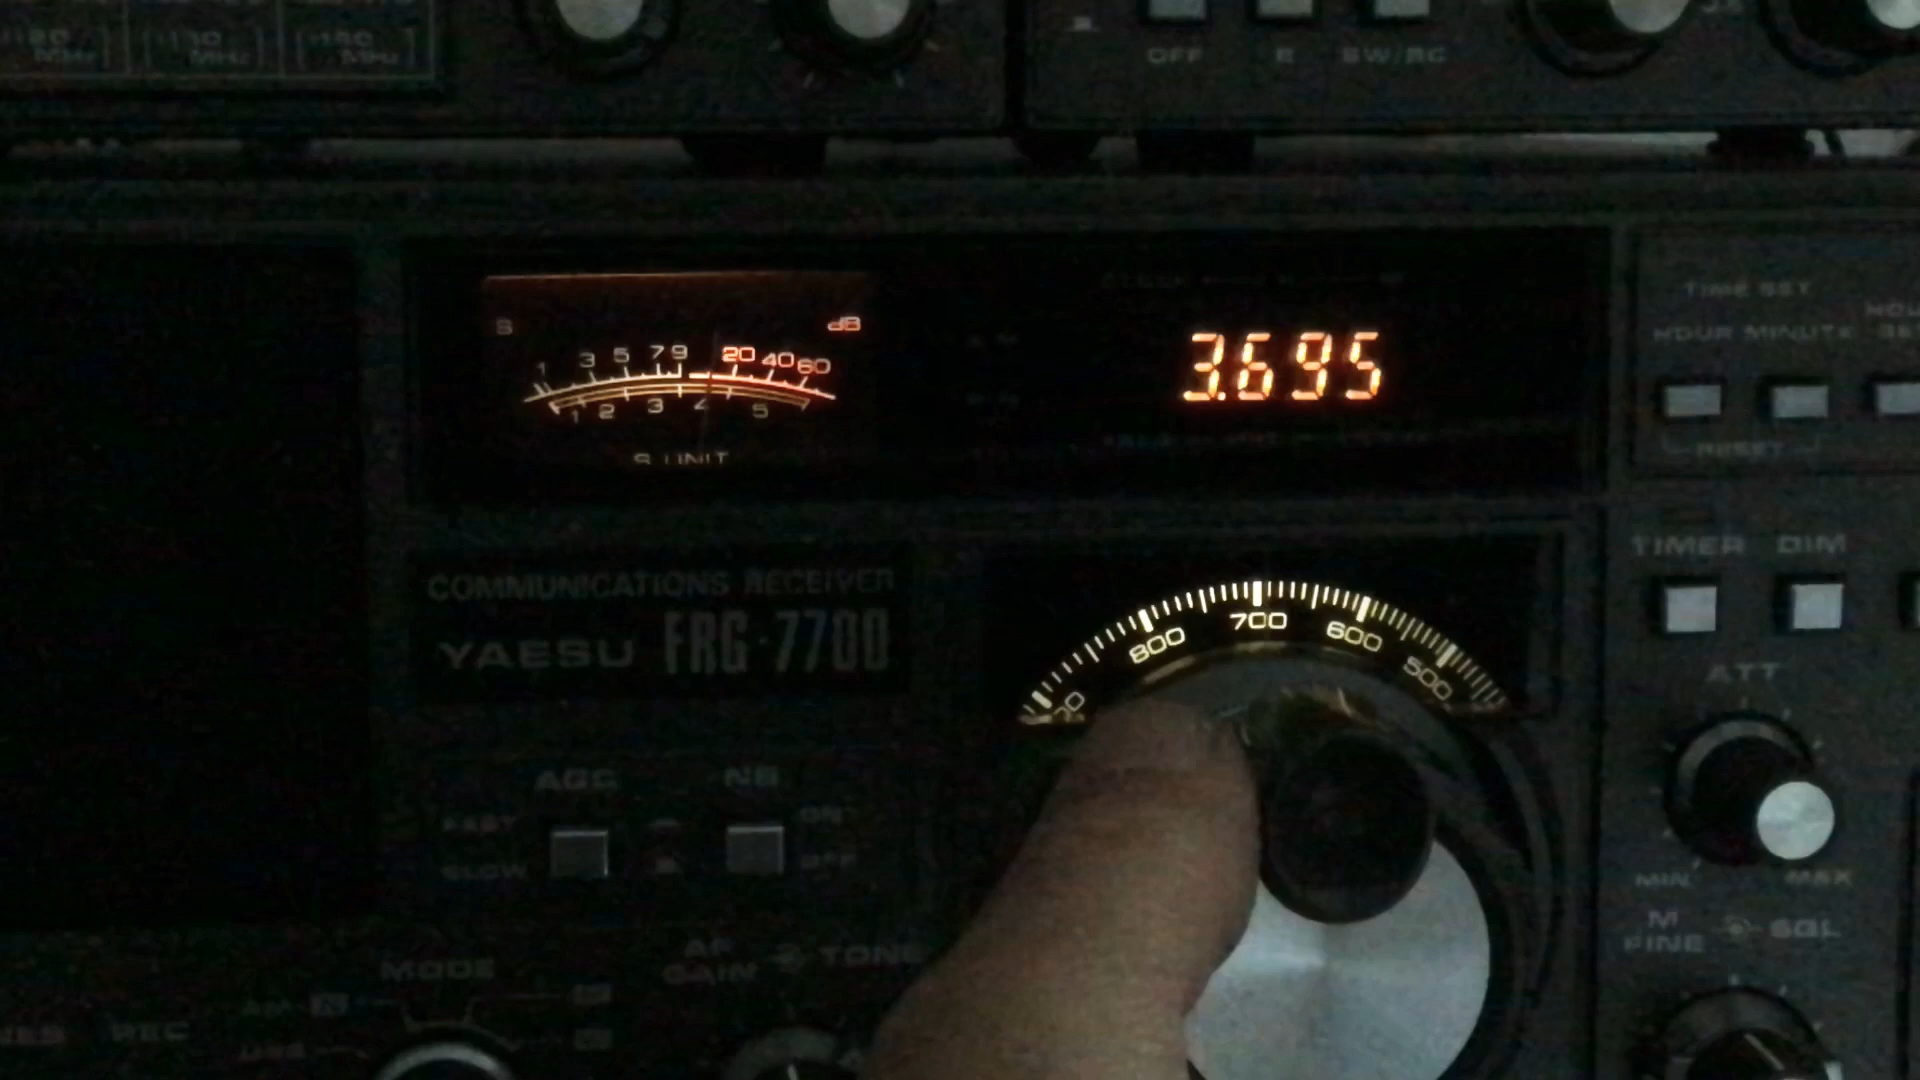 MHz MHz MHz
OFF
S dB
1 3 5 7 9 20 40 60
1 2 3 4 5
S UNIT
3.695
TIME SET
HOUR MINUTE
RESET
TIMER DIM
COMMUNICATIONS RECEIVER
YAESU FRG-7700
800 700 600 500
ATT
MIN MAX
AGC NB
FAST
SLOW
ON
OFF
FINE SQL
MODE
AF
GAIN TONE
REC